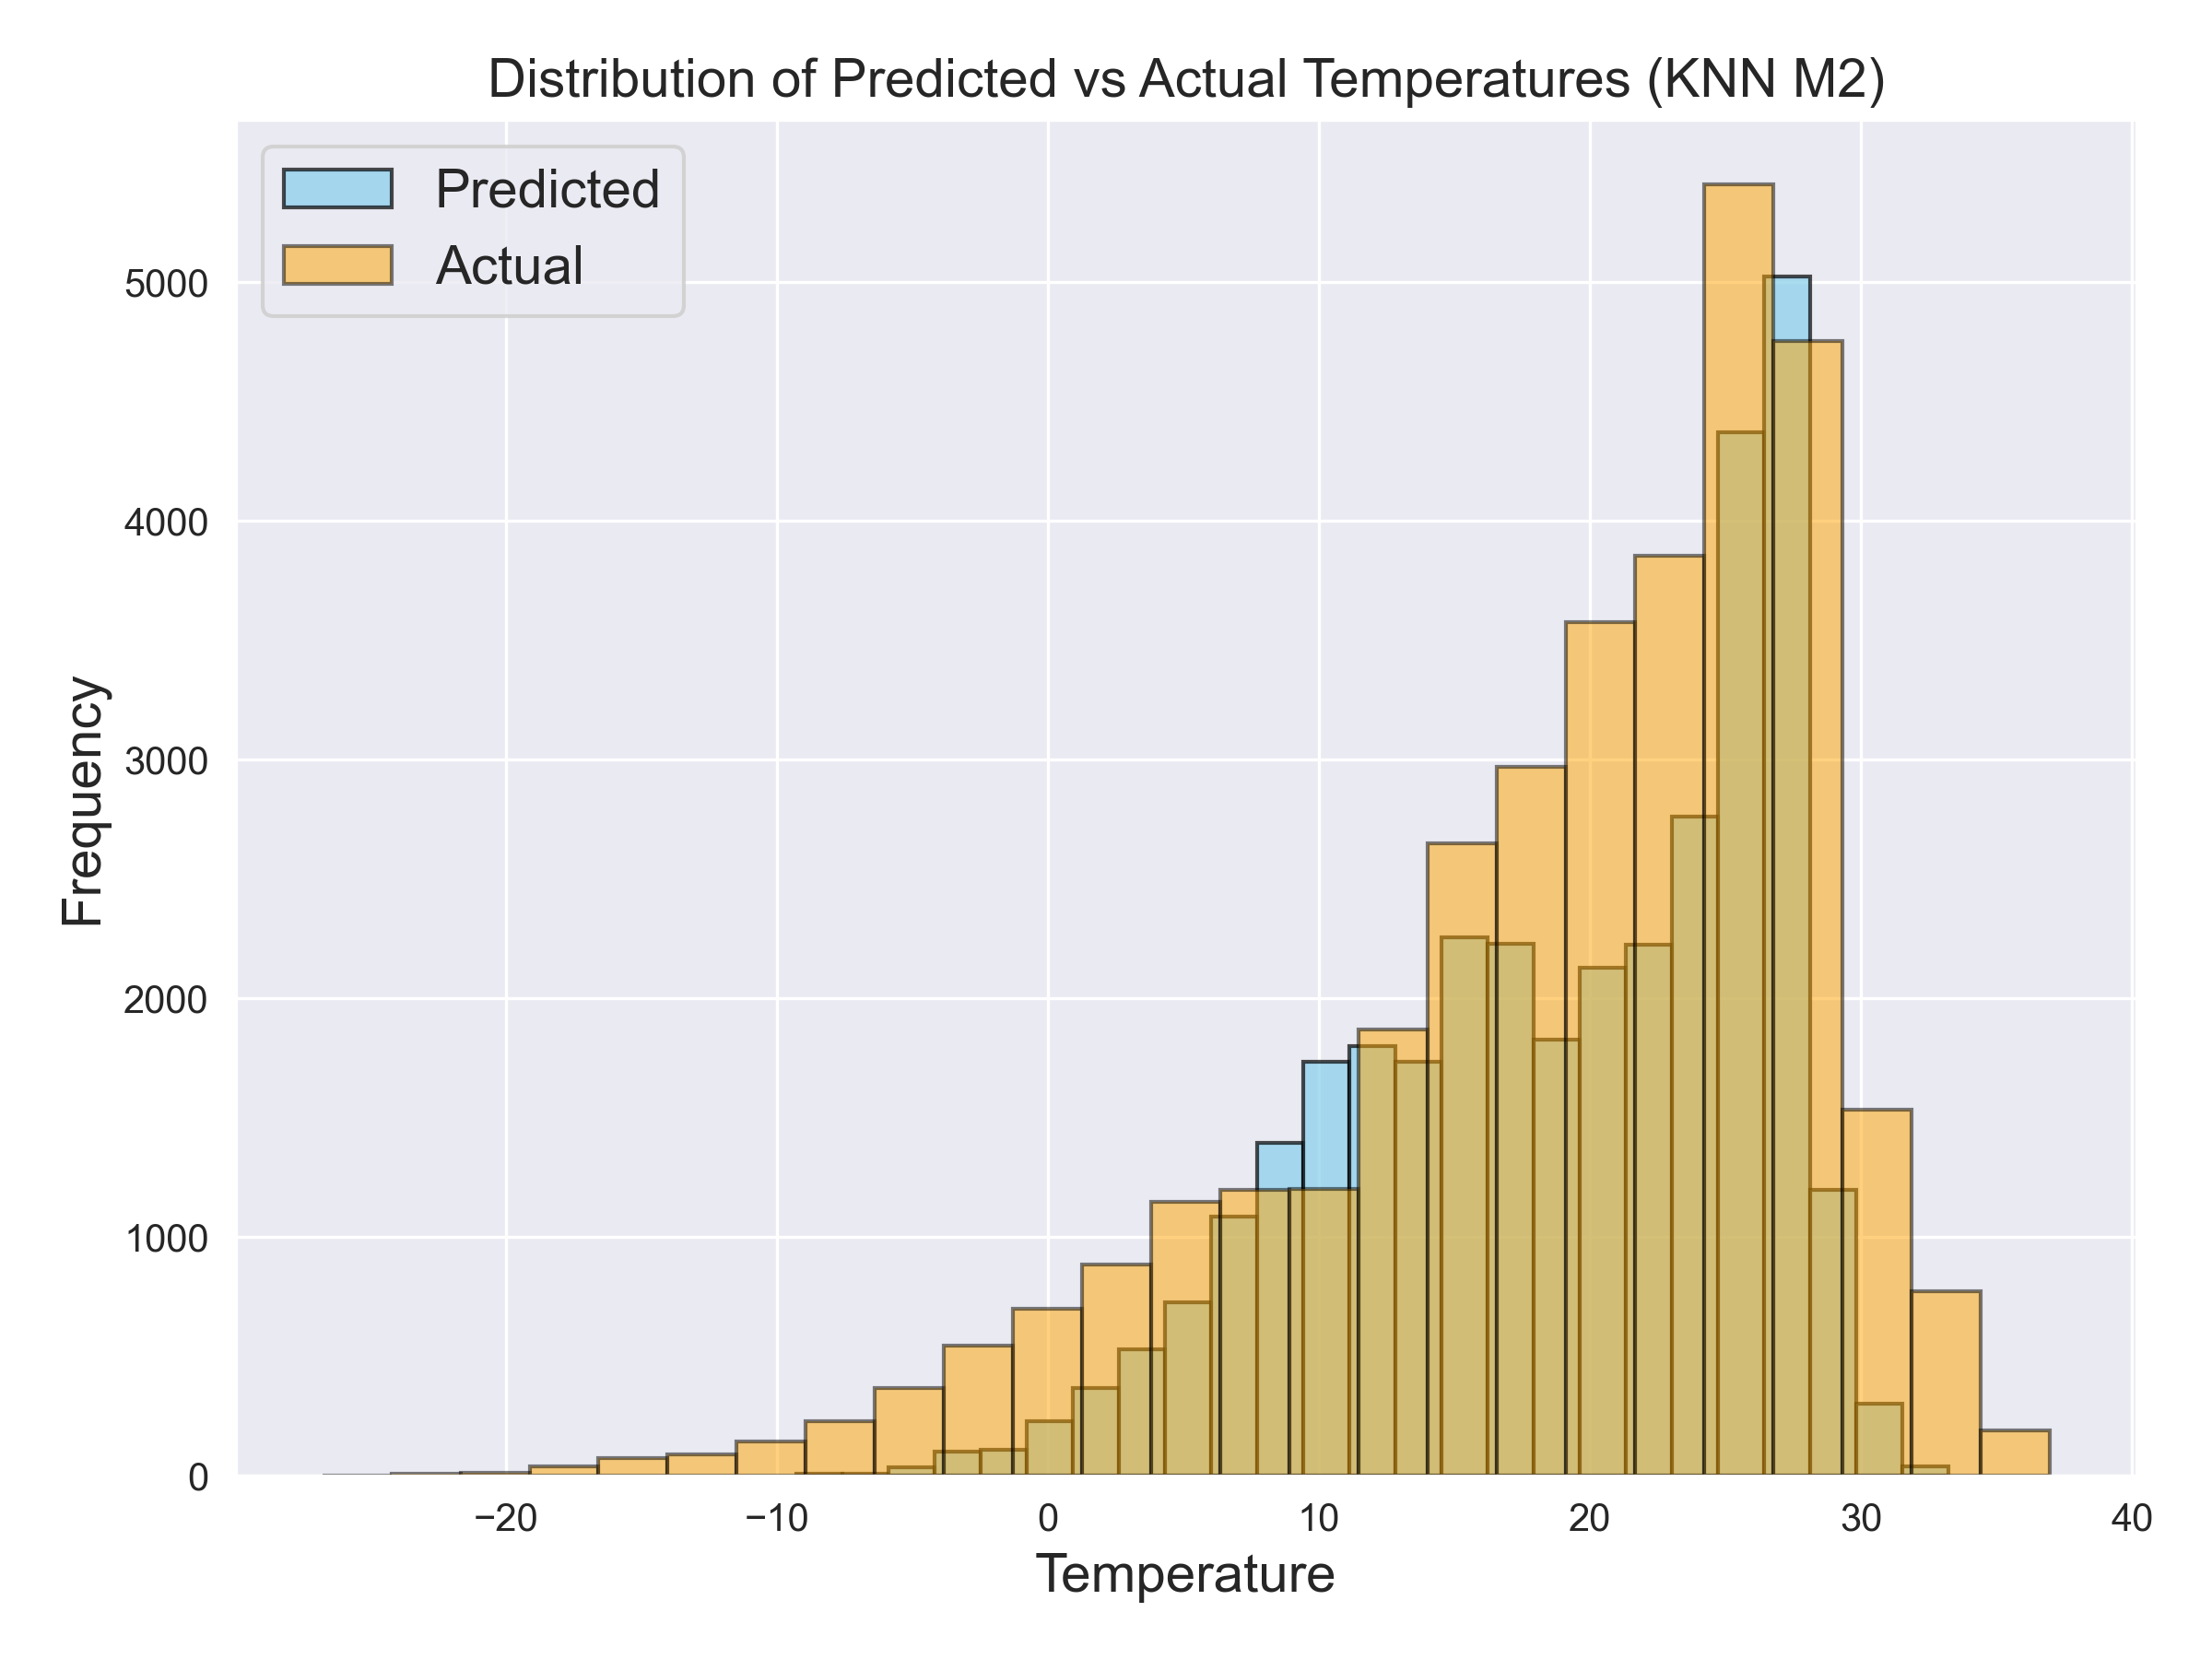 Distribution of Predicted vs Actual Temperatures (KNN M2)
Predicted
Actual
Frequency
5000
4000
3000
2000
1000
0
−20
−10
0
10
20
30
40
Temperature